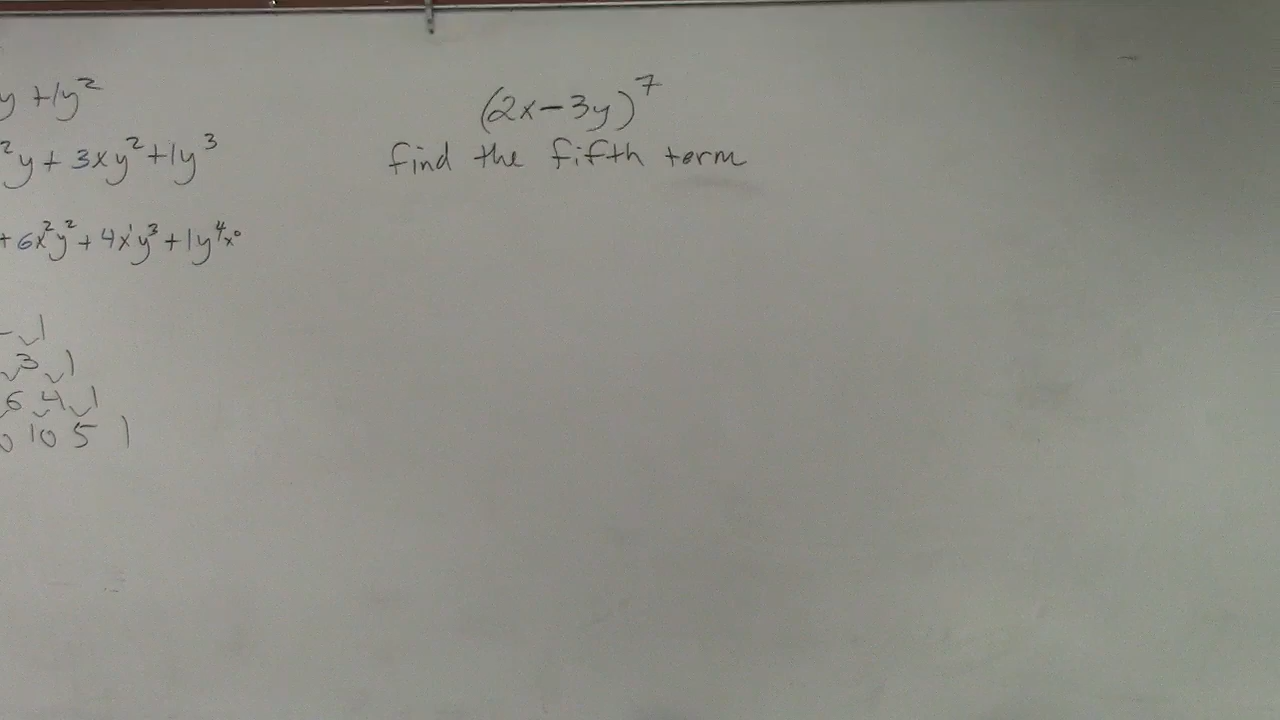 y + 1y²
²y + 3xy² + 1y³
+ 6x²y² + 4x¹y³ + 1y⁴x⁰
1
3 1
6 4 1
0 10 5 1
(2x - 3y)⁷
find the fifth term